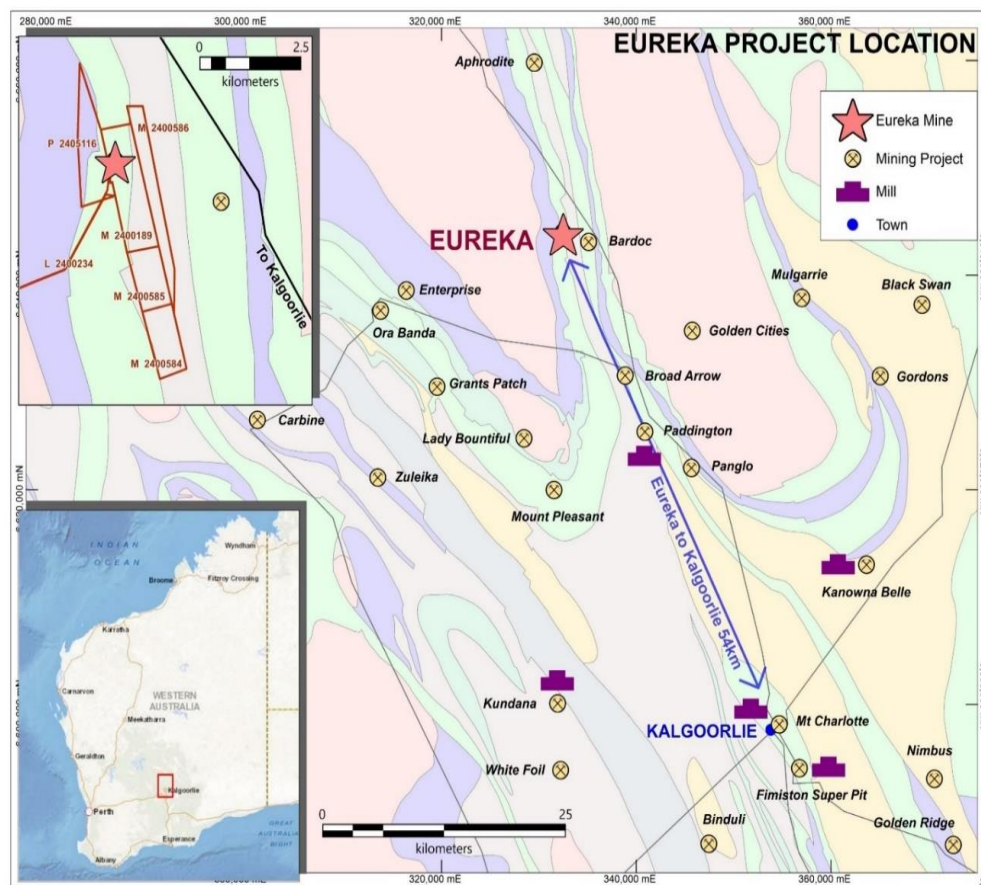 280,000 mE
300,000 mE
320,000 mE
340,000 mE
360,000 mE
EUREKA PROJECT LOCATION
0 2.5
kilometers
P 2405116
M 2400586
M 2400189
L 2400234
M 2400585
M 2400584
To Kalgoorlie
Eureka Mine
Mining Project
Mill
Town
Aphrodite
EUREKA
Bardoc
Mulgarrie
Black Swan
Enterprise
Ora Banda
Golden Cities
Grants Patch
Broad Arrow
Gordons
Carbine
Lady Bountiful
Paddington
Zuleika
Panglo
Mount Pleasant
Eureka to Kalgoorlie 54km
Kanowna Belle
Kundana
KALGOORLIE
Mt Charlotte
White Foil
Fimiston Super Pit
Nimbus
Binduli
Golden Ridge
0 25
kilometers
INDIAN
OCEAN
Wyndham
Broome
Fitzroy Crossing
Karratha
Carnarvon
WESTERN
AUSTRALIA
Meekatharra
Geraldton
Kalgoorlie
Perth
Esperance
Albany
GREAT
AUSTRALIA
BIGHT
320,000 mE
340,000 mE
360,000 mE